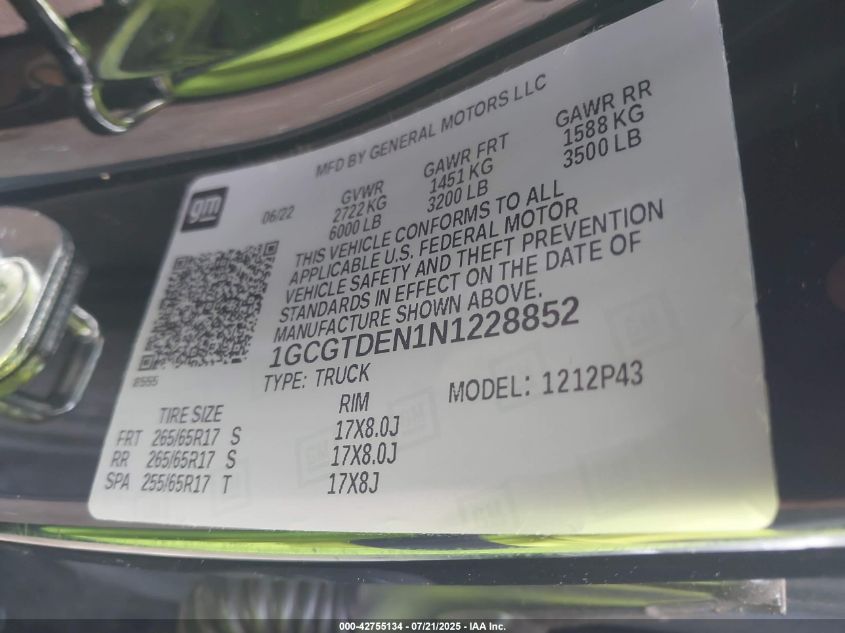 MFD BY GENERAL MOTORS LLC
gm
06/22
GVWR
2722 KG
6000 LB
GAWR FRT
1451 KG
3200 LB
GAWR RR
1588 KG
3500 LB
THIS VEHICLE CONFORMS TO ALL
APPLICABLE U.S. FEDERAL MOTOR
VEHICLE SAFETY AND THEFT PREVENTION
STANDARDS IN EFFECT ON THE DATE OF
MANUFACTURE SHOWN ABOVE.
1GCGTDEN1N1228852
TYPE: TRUCK
MODEL: 1212P43
TIRE SIZE RIM
FRT 265/65R17 S 17X8.0J
RR 265/65R17 S 17X8.0J
SPA 255/65R17 T 17X8J
000-42755134 - 07/21/2025 - IAA Inc.